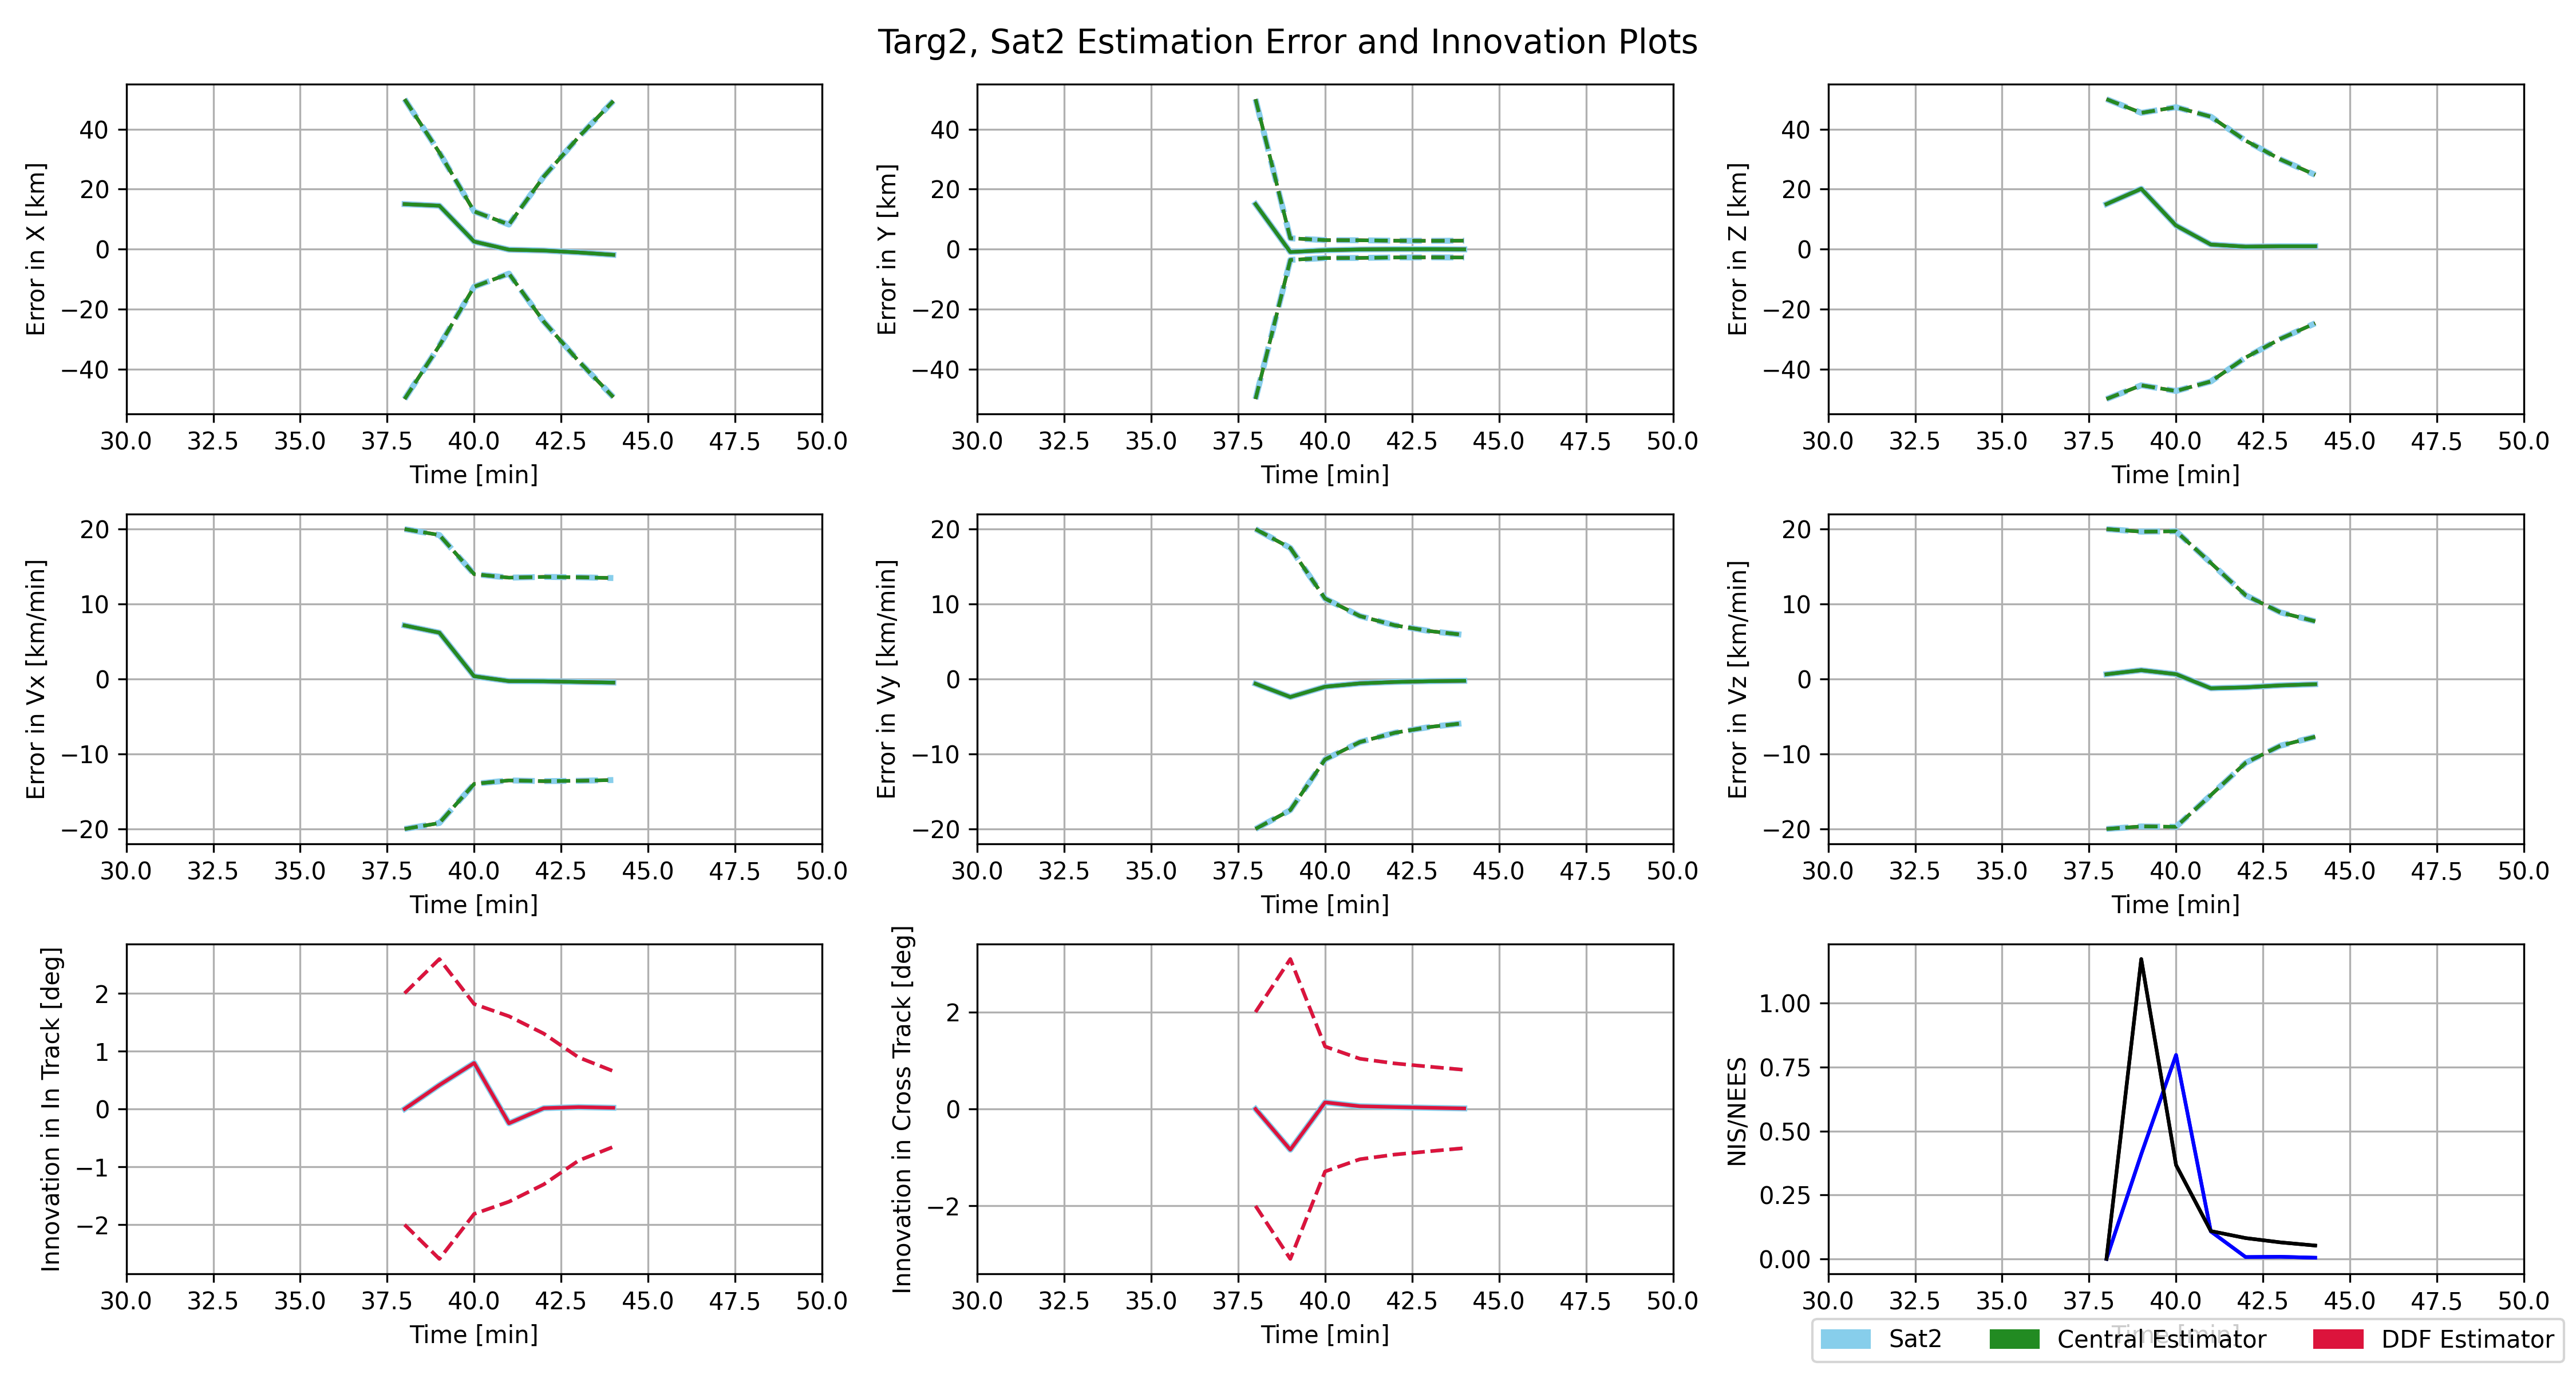 Targ2, Sat2 Estimation Error and Innovation Plots
Error in X [km]
40
20
0
−20
−40
30.0 32.5 35.0 37.5 40.0 42.5 45.0 47.5 50.0
Time [min]
Error in Y [km]
40
20
0
−20
−40
30.0 32.5 35.0 37.5 40.0 42.5 45.0 47.5 50.0
Time [min]
Error in Z [km]
40
20
0
−20
−40
30.0 32.5 35.0 37.5 40.0 42.5 45.0 47.5 50.0
Time [min]
Error in Vx [km/min]
20
10
0
−10
−20
30.0 32.5 35.0 37.5 40.0 42.5 45.0 47.5 50.0
Time [min]
Error in Vy [km/min]
20
10
0
−10
−20
30.0 32.5 35.0 37.5 40.0 42.5 45.0 47.5 50.0
Time [min]
Error in Vz [km/min]
20
10
0
−10
−20
30.0 32.5 35.0 37.5 40.0 42.5 45.0 47.5 50.0
Time [min]
Innovation in In Track [deg]
2
1
0
−1
−2
30.0 32.5 35.0 37.5 40.0 42.5 45.0 47.5 50.0
Time [min]
Innovation in Cross Track [deg]
2
0
−2
30.0 32.5 35.0 37.5 40.0 42.5 45.0 47.5 50.0
Time [min]
NIS/NEES
1.00
0.75
0.50
0.25
0.00
30.0 32.5 35.0 37.5 40.0 42.5 45.0 47.5 50.0
Time [min]
Sat2 Central Estimator DDF Estimator